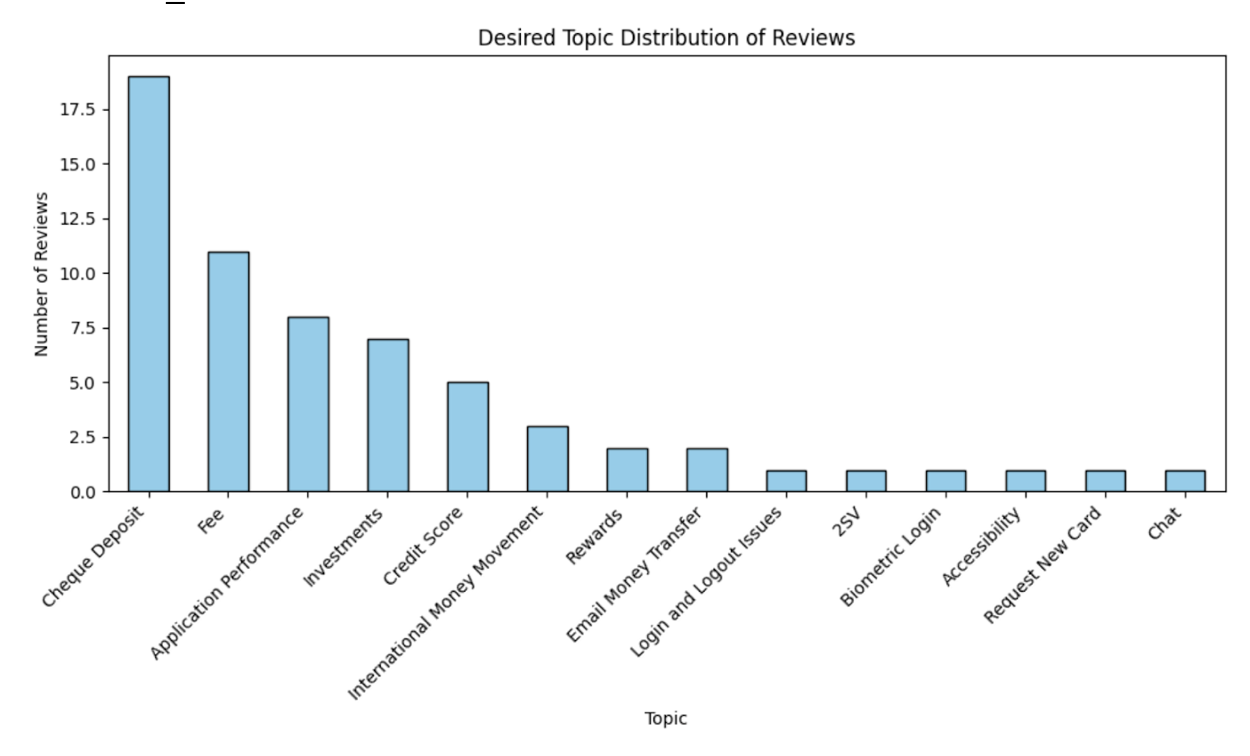 Desired Topic Distribution of Reviews
Number of Reviews
17.5
15.0
12.5
10.0
7.5
5.0
2.5
0.0
Cheque Deposit
Fee
Application Performance
Investments
Credit Score
International Money Movement
Rewards
Email Money Transfer
Login and Logout Issues
2SV
Biometric Login
Accessibility
Request New Card
Chat
Topic